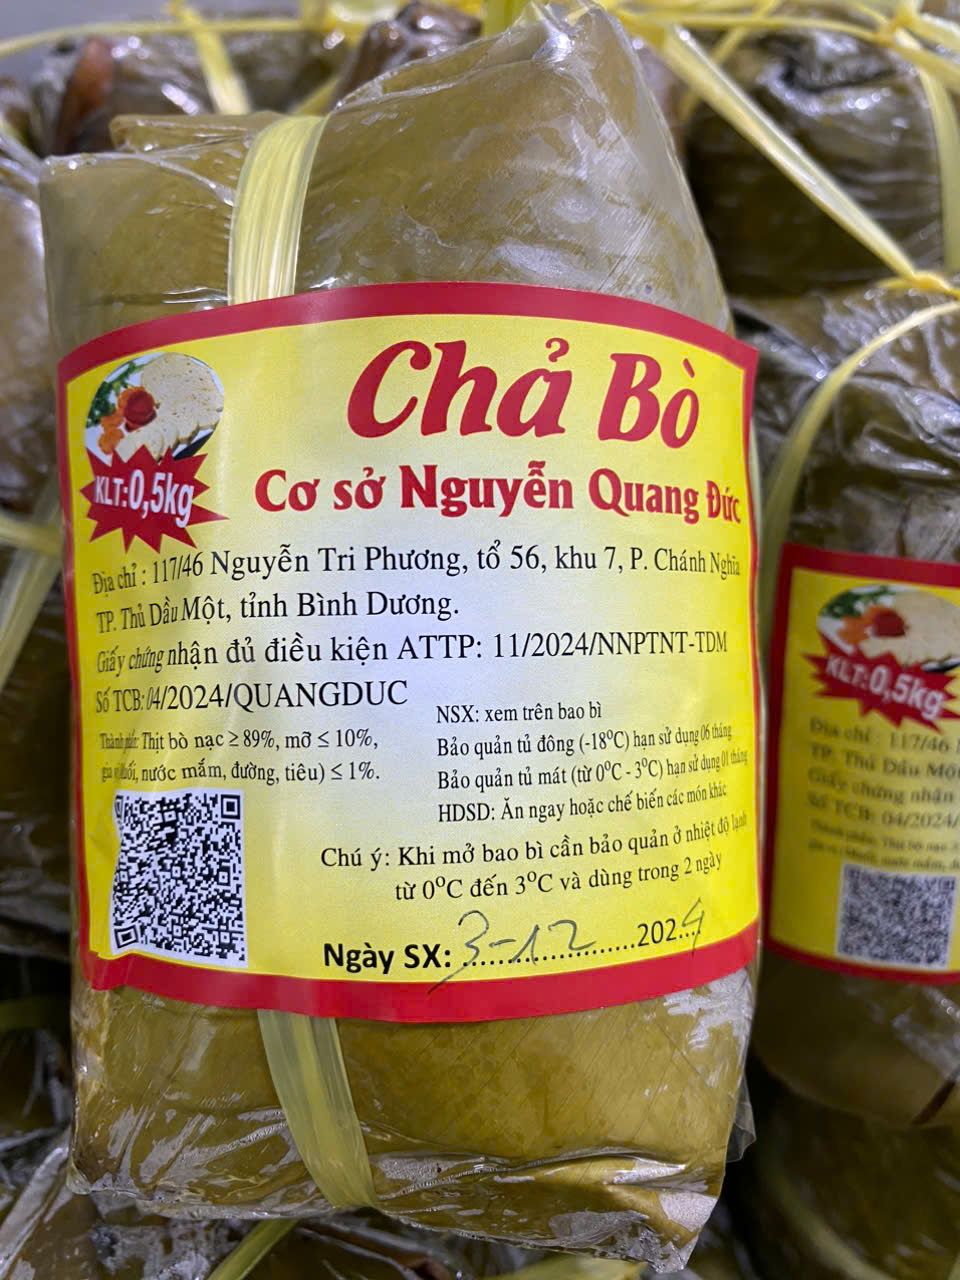 Chả Bò
KLT:0,5kg
Cơ sở Nguyễn Quang Đức
Địa chỉ : 117/46 Nguyễn Tri Phương, tổ 56, khu 7, P. Chánh Nghĩa
TP. Thủ Dầu Một, tỉnh Bình Dương.
Giấy chứng nhận đủ điều kiện ATTP: 11/2024/NNPTNT-TDM
Số TCB: 04/2024/QUANGDUC
Thành phần: Thịt bò nạc ≥ 89%, mỡ ≤ 10%,
gia vị (muối, nước mắm, đường, tiêu) ≤ 1%.
NSX: xem trên bao bì
Bảo quản tủ đông (-18⁰C) hạn sử dụng 06 tháng
Bảo quản tủ mát (từ 0⁰C - 3⁰C) hạn sử dụng 01 tháng
HDSD: Ăn ngay hoặc chế biến các món khác
Chú ý: Khi mở bao bì cần bảo quản ở nhiệt độ lạnh
từ 0⁰C đến 3⁰C và dùng trong 2 ngày
Ngày SX: 3-12 2024
KLT:0,5kg
Địa chỉ : 117/46
TP. Thủ Dầu Một
Giấy chứng nhận
Số TCB: 04/2024/